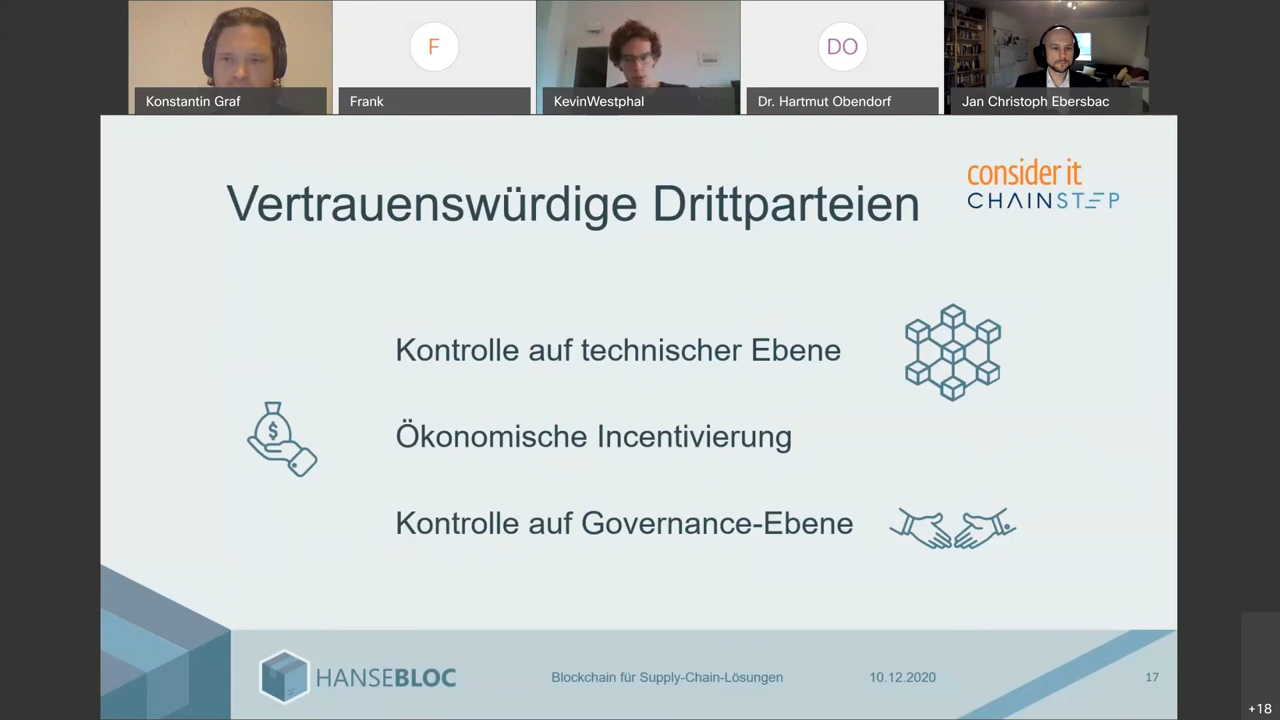 Konstantin Graf
F
Frank
KevinWestphal
DO
Dr. Hartmut Obendorf
Jan Christoph Ebersbac
consider it
CHAINSTEP
Vertrauenswürdige Drittparteien
Kontrolle auf technischer Ebene
$
Ökonomische Incentivierung
Kontrolle auf Governance-Ebene
HANSEBLOC
Blockchain für Supply-Chain-Lösungen
10.12.2020
17
+18